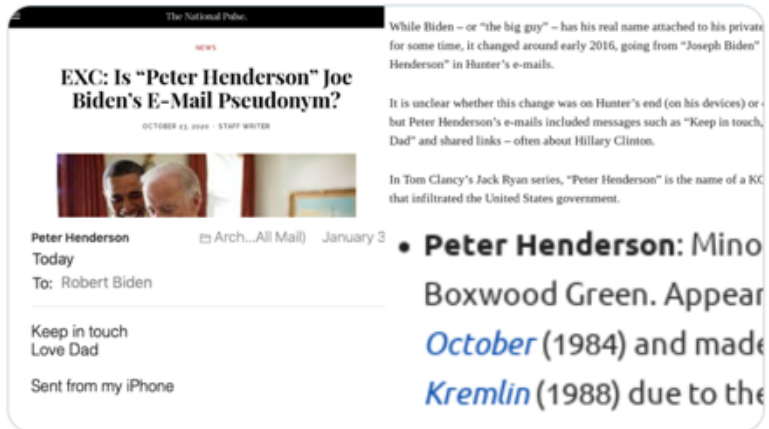 The National Pulse.
NEWS
EXC: Is “Peter Henderson” Joe
Biden’s E-Mail Pseudonym?
OCTOBER 23, 2020 · STAFF WRITER
Peter Henderson
Arch...All Mail)
January 3
Today
To: Robert Biden
Keep in touch
Love Dad
Sent from my iPhone
While Biden – or “the big guy” – has his real name attached to his private
for some time, it changed around early 2016, going from “Joseph Biden”
Henderson” in Hunter’s e-mails.
It is unclear whether this change was on Hunter’s end (on his devices) or
but Peter Henderson’s e-mails included messages such as “Keep in touch,
Dad” and shared links – often about Hillary Clinton.
In Tom Clancy’s Jack Ryan series, “Peter Henderson” is the name of a KG
that infiltrated the United States government.
• Peter Henderson: Mino
Boxwood Green. Appear
October (1984) and made
Kremlin (1988) due to the